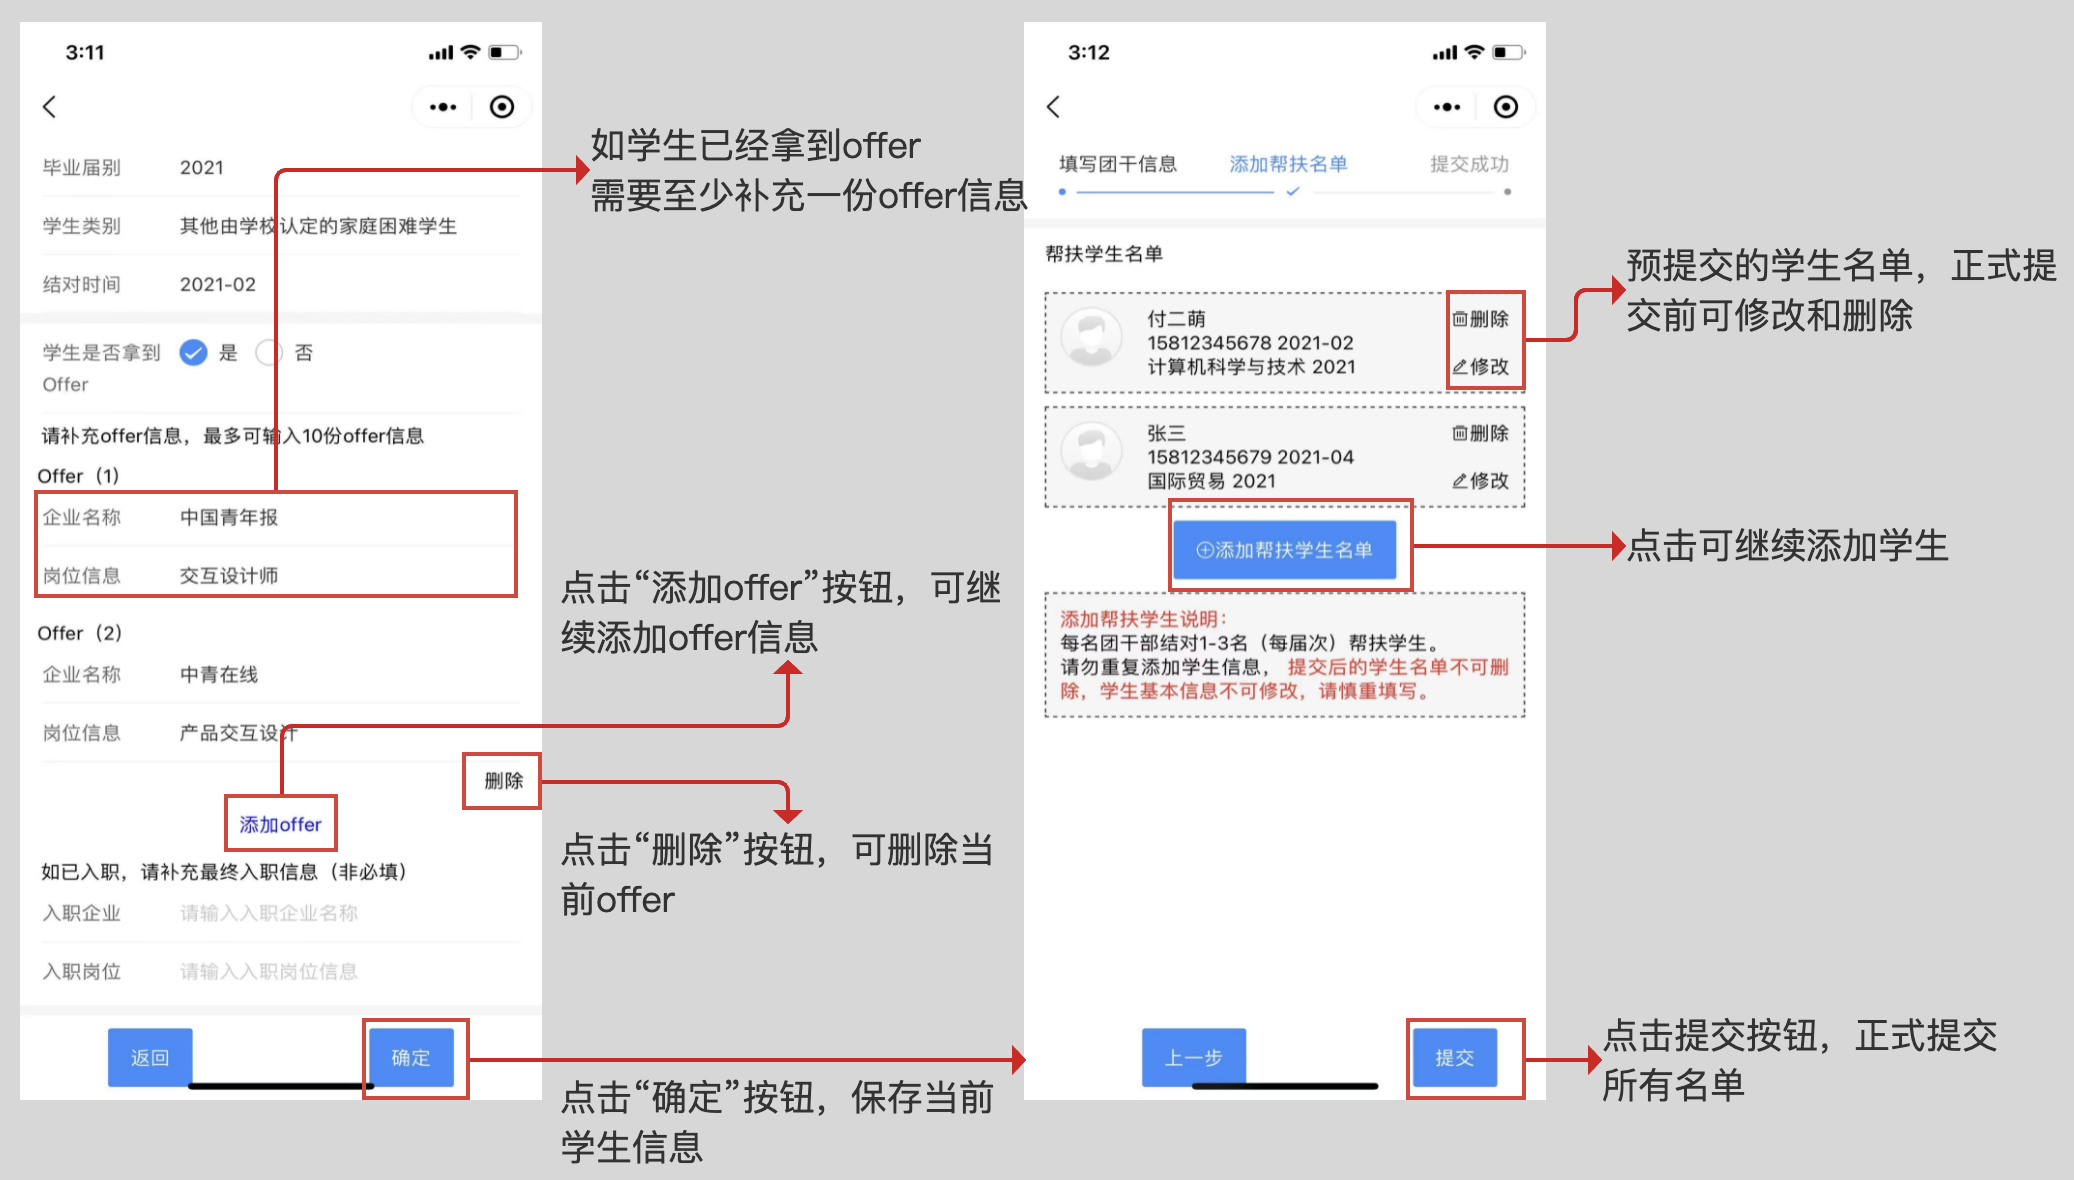 3:11
毕业届别 2021
学生类别 其他由学校认定的家庭困难学生
结对时间 2021-02
学生是否拿到 是 否
Offer
请补充offer信息，最多可输入10份offer信息
Offer（1）
企业名称 中国青年报
岗位信息 交互设计师
Offer（2）
企业名称 中青在线
岗位信息 产品交互设计
删除
添加offer
如已入职，请补充最终入职信息（非必填）
入职企业 请输入入职企业名称
入职岗位 请输入入职岗位信息
返回 确定
如学生已经拿到offer
需要至少补充一份offer信息
点击“添加offer”按钮，可继
续添加offer信息
点击“删除”按钮，可删除当
前offer
点击“确定”按钮，保存当前
学生信息
3:12
填写团干信息 添加帮扶名单 提交成功
帮扶学生名单
付二萌 删除
15812345678 2021-02
计算机科学与技术 2021 修改
张三 删除
15812345679 2021-04
国际贸易 2021 修改
添加帮扶学生名单
添加帮扶学生说明：
每名团干部结对1-3名（每届次）帮扶学生。
请勿重复添加学生信息，提交后的学生名单不可删
除，学生基本信息不可修改，请慎重填写。
上一步 提交
预提交的学生名单，正式提
交前可修改和删除
点击可继续添加学生
点击提交按钮，正式提交
所有名单